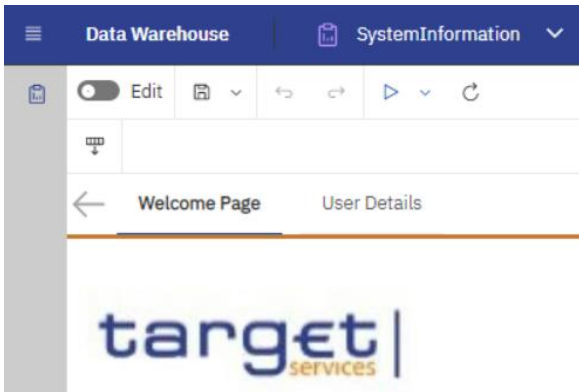 Data Warehouse SystemInformation
Edit
Welcome Page User Details
target
services